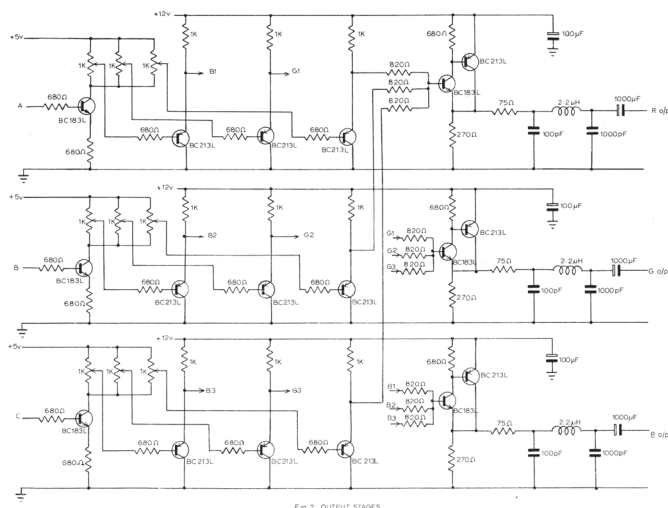 +12v
+5v
1K
1K
1K
1K
1K
1K
680Ω
100µF
BC213L
B1
G1
820Ω
820Ω
820Ω
BC183L
A
680Ω
BC183L
680Ω
680Ω
BC213L
680Ω
BC213L
680Ω
BC213L
75Ω
2.2µH
1000µF
R o/p
270Ω
100pF
1000pF
+12v
+5v
1K
1K
1K
1K
1K
1K
680Ω
100µF
BC213L
B2
G2
G1
820Ω
G2
820Ω
G3
820Ω
BC183L
B
680Ω
BC183L
680Ω
680Ω
BC213L
680Ω
BC213L
680Ω
BC213L
75Ω
2.2µH
1000µF
G o/p
270Ω
100pF
1000pF
+12v
+5v
1K
1K
1K
1K
1K
1K
680Ω
100µF
BC213L
B3
G3
B1
820Ω
B2
820Ω
B3
820Ω
BC183L
C
680Ω
BC183L
680Ω
680Ω
BC213L
680Ω
BC213L
680Ω
BC213L
75Ω
2.2µH
1000µF
B o/p
270Ω
100pF
1000pF
Fig 2 OUTPUT STAGES